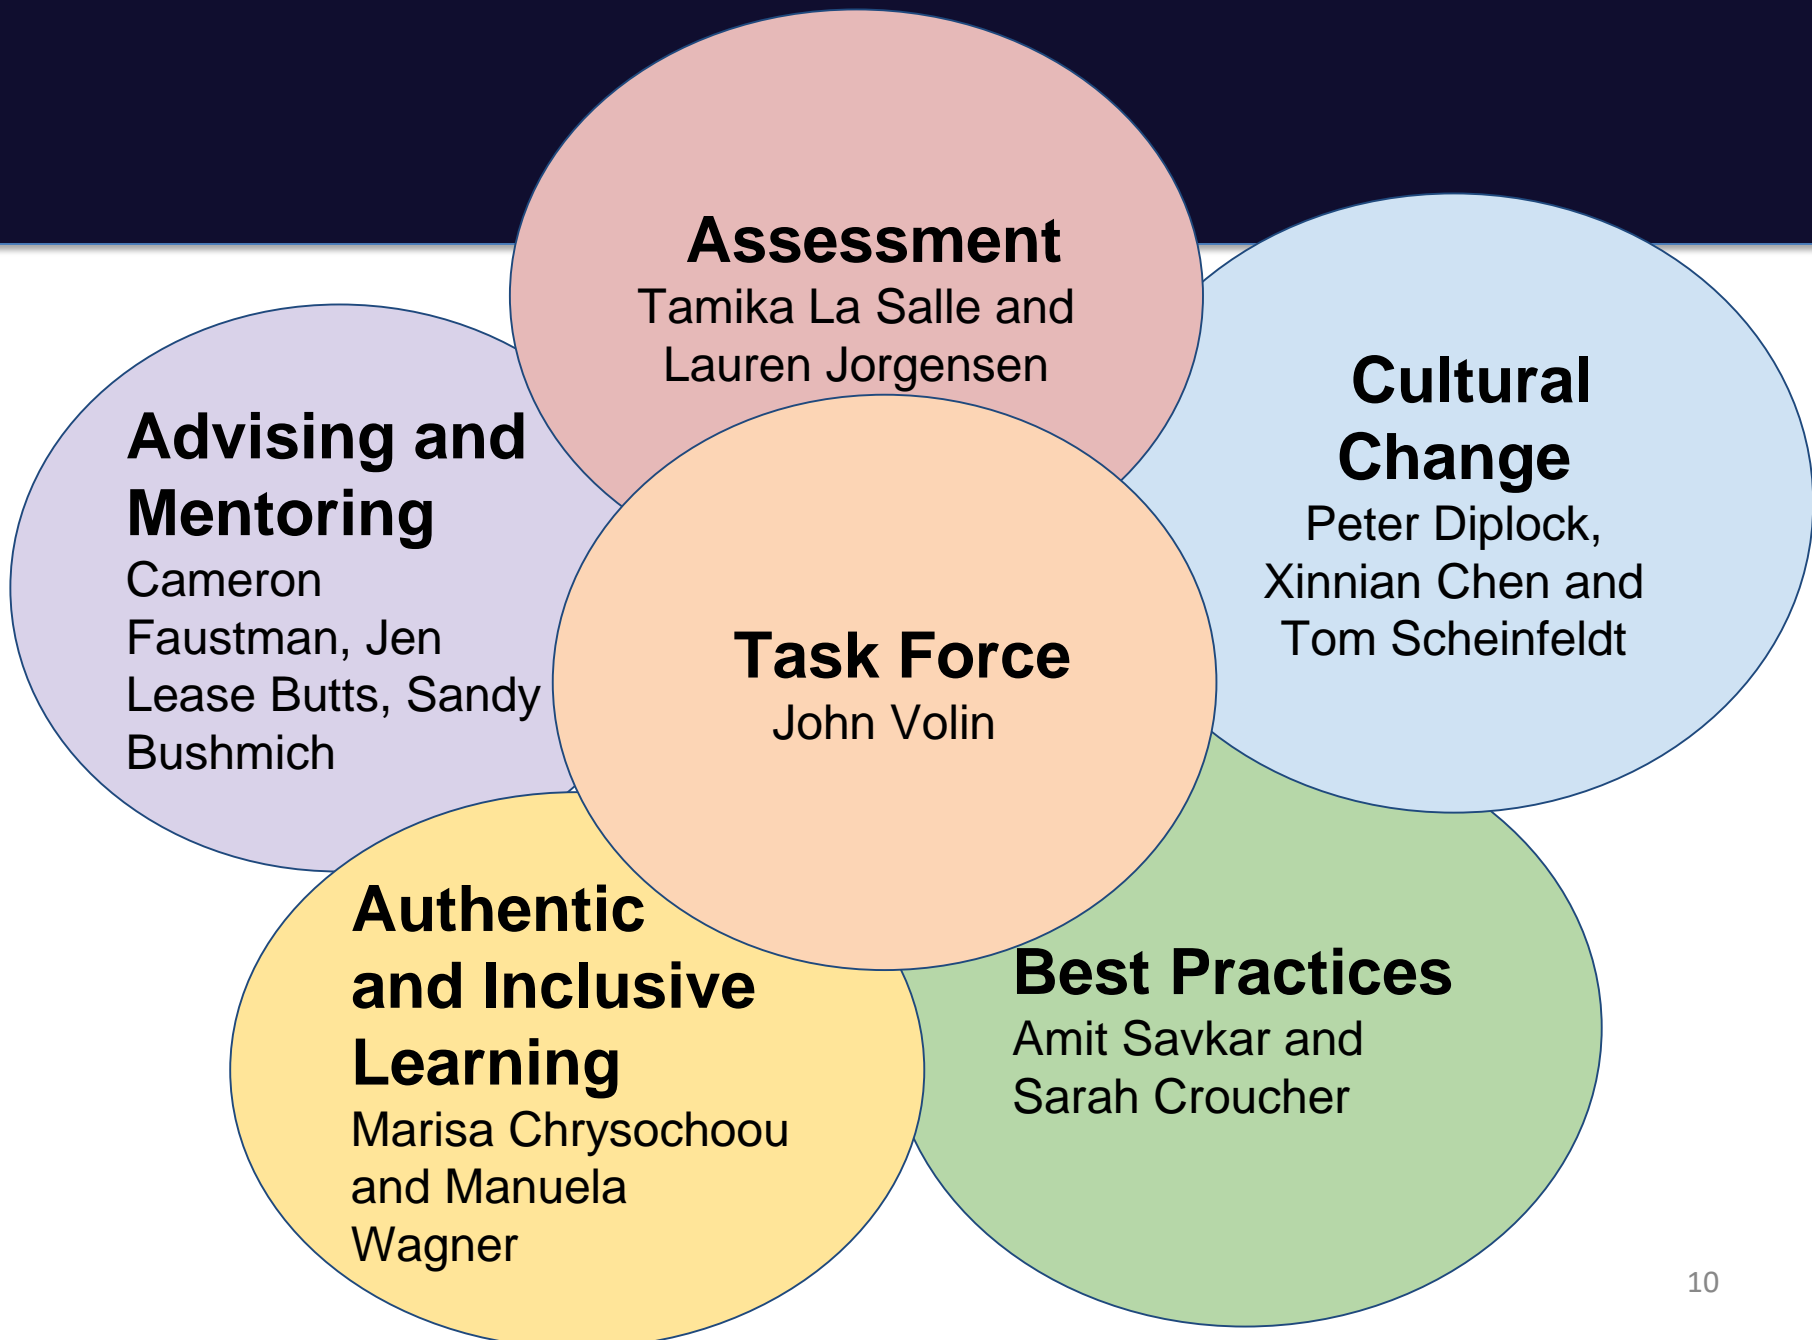 Assessment
Tamika La Salle and
Lauren Jorgensen
Cultural
Change
Peter Diplock,
Xinnian Chen and
Tom Scheinfeldt
Advising and
Mentoring
Cameron
Faustman, Jen
Lease Butts, Sandy
Bushmich
Task Force
John Volin
Authentic
and Inclusive
Learning
Marisa Chrysochoou
and Manuela
Wagner
Best Practices
Amit Savkar and
Sarah Croucher
10